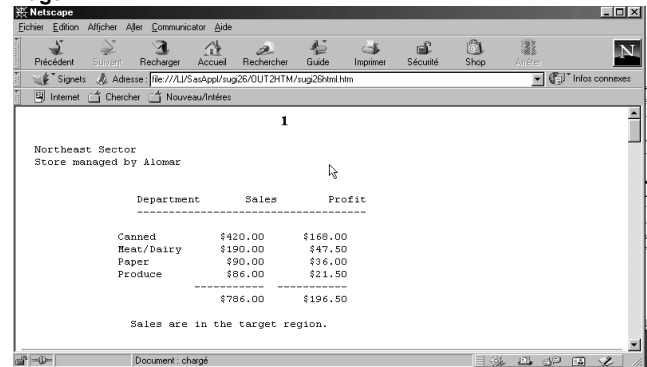 Netscape
Fichier Edition Afficher Aller Communicator Aide
Précédent Suivant Recharger Accueil Rechercher Guide Imprimer Sécurité Shop Arrêter
N
Signets Adresse : file:///L|/SasAppl/sugi26/OUT2HTM/sugi26html.htm Infos connexes
Internet Chercher Nouveau/Intéres
1
Northeast Sector
Store managed by Alomar
Department Sales Profit
-----------------------------------
Canned $420.00 $168.00
Meat/Dairy $190.00 $47.50
Paper $90.00 $36.00
Produce $86.00 $21.50
----------- -----------
$786.00 $196.50
Sales are in the target region.
Document : chargé